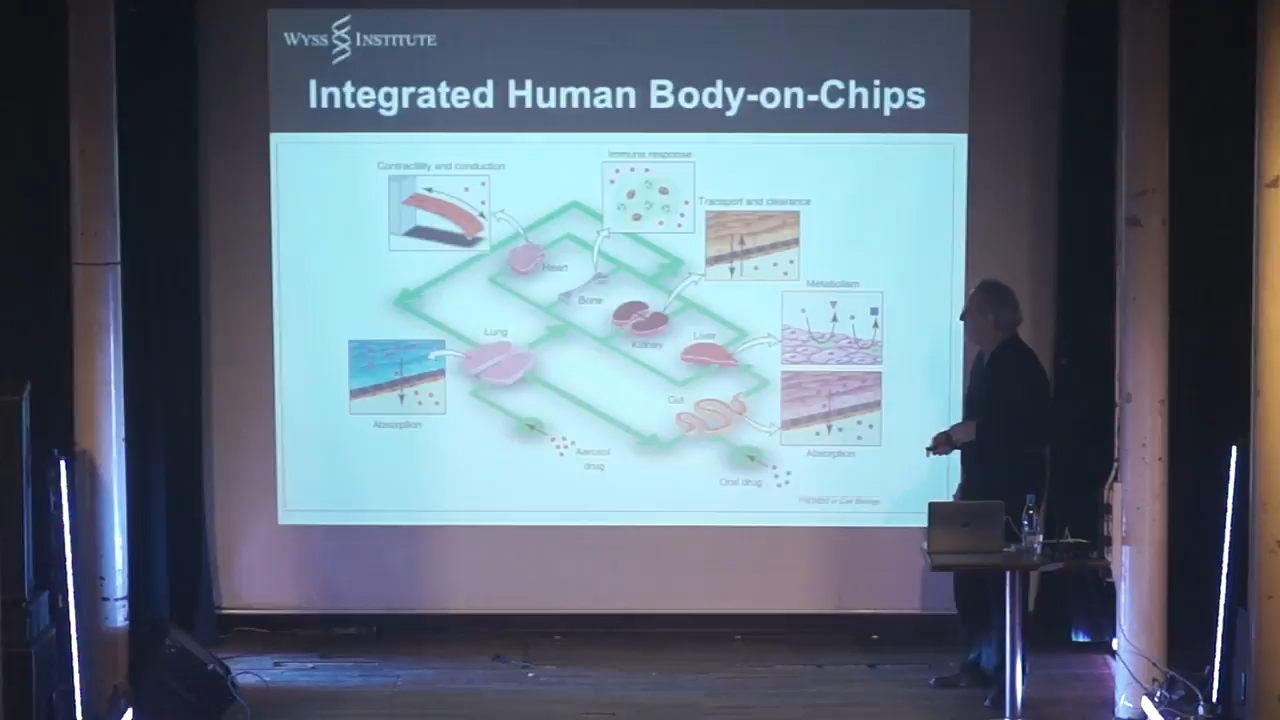 WYSS INSTITUTE
Integrated Human Body-on-Chips
Contractility and conduction
Immune response
Transport and clearance
Heart
Bone
Metabolism
Lung
Kidney
Liver
Gut
Absorption
Aerosol
drug
Absorption
Oral drug
TRENDS in Cell Biology